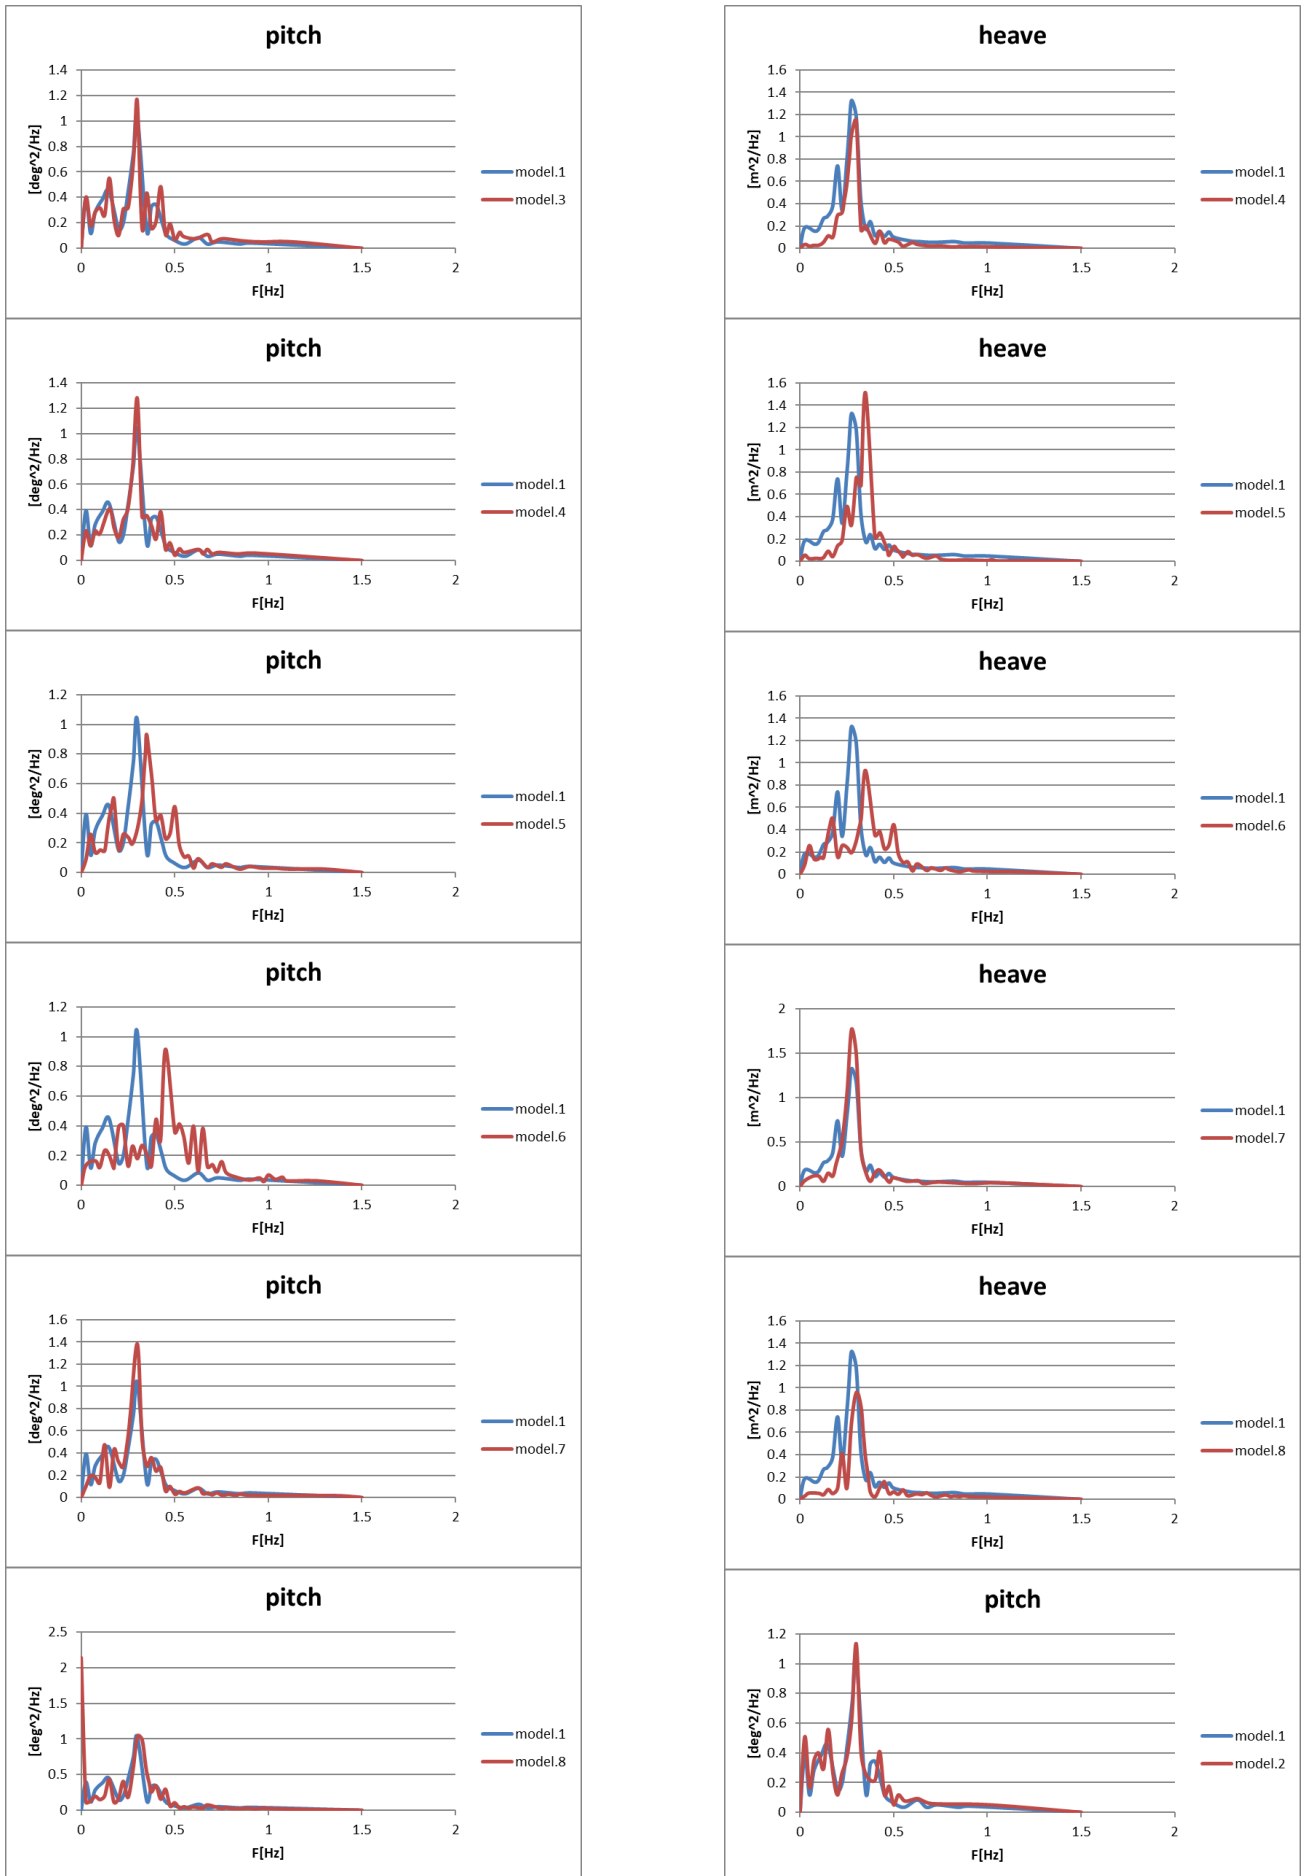 pitch
1.4
1.2
1
0.8
0.6
0.4
0.2
0
[deg^2/Hz]
0 0.5 1 1.5 2
F[Hz]
model.1
model.3
heave
1.6
1.4
1.2
1
0.8
0.6
0.4
0.2
0
[m^2/Hz]
0 0.5 1 1.5 2
F[Hz]
model.1
model.4
pitch
1.4
1.2
1
0.8
0.6
0.4
0.2
0
[deg^2/Hz]
0 0.5 1 1.5 2
F[Hz]
model.1
model.4
heave
1.6
1.4
1.2
1
0.8
0.6
0.4
0.2
0
[m^2/Hz]
0 0.5 1 1.5 2
F[Hz]
model.1
model.5
pitch
1.2
1
0.8
0.6
0.4
0.2
0
[deg^2/Hz]
0 0.5 1 1.5 2
F[Hz]
model.1
model.5
heave
1.6
1.4
1.2
1
0.8
0.6
0.4
0.2
0
[m^2/Hz]
0 0.5 1 1.5 2
F[Hz]
model.1
model.6
pitch
1.2
1
0.8
0.6
0.4
0.2
0
[deg^2/Hz]
0 0.5 1 1.5 2
F[Hz]
model.1
model.6
heave
2
1.5
1
0.5
0
[m^2/Hz]
0 0.5 1 1.5 2
F[Hz]
model.1
model.7
pitch
1.6
1.4
1.2
1
0.8
0.6
0.4
0.2
0
[deg^2/Hz]
0 0.5 1 1.5 2
F[Hz]
model.1
model.7
heave
1.6
1.4
1.2
1
0.8
0.6
0.4
0.2
0
[m^2/Hz]
0 0.5 1 1.5 2
F[Hz]
model.1
model.8
pitch
2.5
2
1.5
1
0.5
0
[deg^2/Hz]
0 0.5 1 1.5 2
F[Hz]
model.1
model.8
pitch
1.2
1
0.8
0.6
0.4
0.2
0
[deg^2/Hz]
0 0.5 1 1.5 2
F[Hz]
model.1
model.2